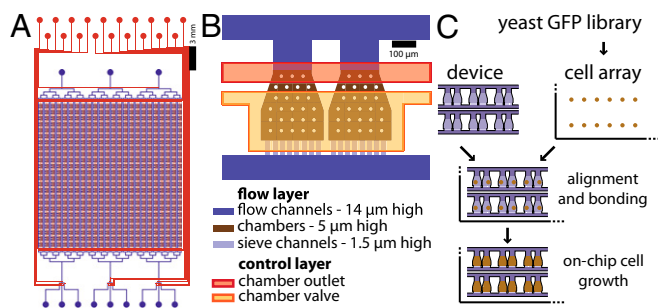 A
3 mm
B
100 µm
flow layer
flow channels - 14 µm high
chambers - 5 µm high
sieve channels - 1.5 µm high
control layer
chamber outlet
chamber valve
C
yeast GFP library
device
cell array
alignment
and bonding
on-chip cell
growth